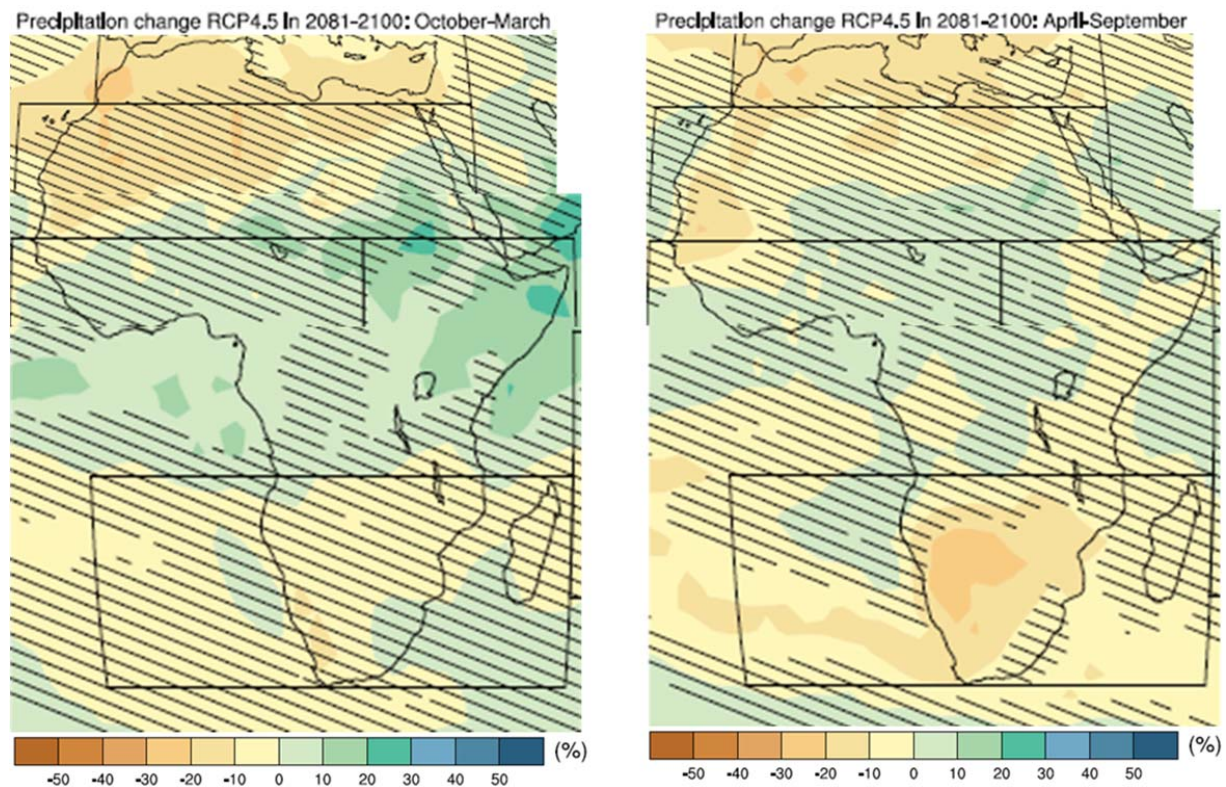 Precipitation change RCP4.5 in 2081-2100: October-March
Precipitation change RCP4.5 in 2081-2100: April-September
-50 -40 -30 -20 -10 0 10 20 30 40 50 (%)
-50 -40 -30 -20 -10 0 10 20 30 40 50 (%)